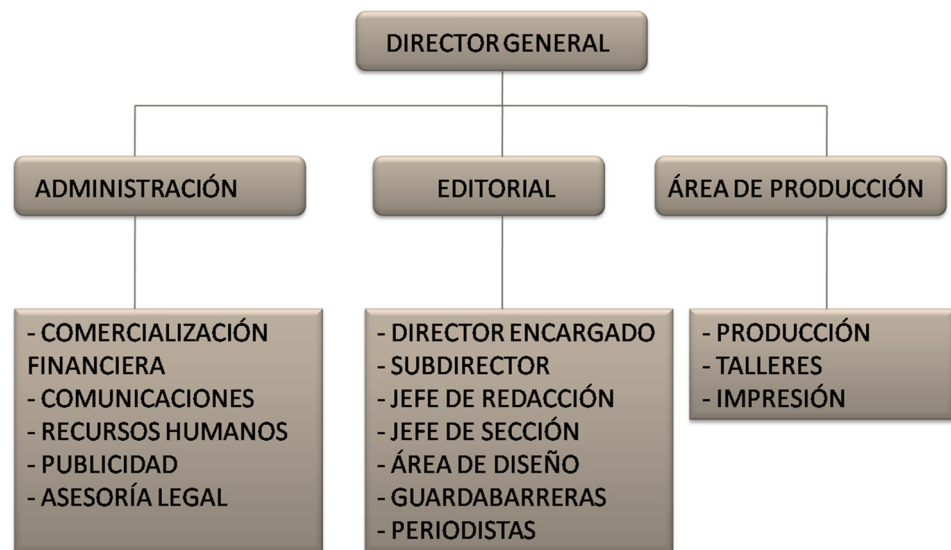 DIRECTOR GENERAL
ADMINISTRACIÓN
EDITORIAL
ÁREA DE PRODUCCIÓN
- COMERCIALIZACIÓN
FINANCIERA
- COMUNICACIONES
- RECURSOS HUMANOS
- PUBLICIDAD
- ASESORÍA LEGAL
- DIRECTOR ENCARGADO
- SUBDIRECTOR
- JEFE DE REDACCIÓN
- JEFE DE SECCIÓN
- ÁREA DE DISEÑO
- GUARDABARRERAS
- PERIODISTAS
- PRODUCCIÓN
- TALLERES
- IMPRESIÓN